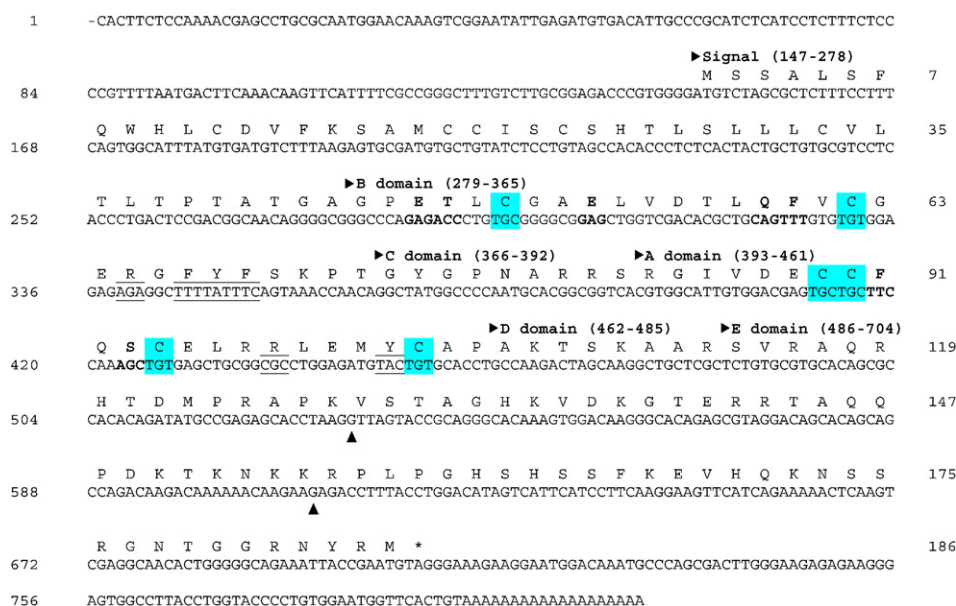 1 -CACTTCTCCAAAACGAGCCTGCGCAATGGAACAAAGTCGGAATATTGAGATGTGACATTGCCCGCATCTCATCCTCTTTCTCC
►Signal (147-278)
M S S A L S F 7
84 CCGTTTTAATGACTTCAAACAAGTTCATTTTCGCCGGGCTTTGTCTTGCGGAGACCCGTGGGGATGTCTAGCGCTCTTTCCTTT
Q W H L C D V F K S A M C C I S C S H T L S L L L C V L 35
168 CAGTGGCATTTATGTGATGTCTTTAAGAGTGCGATGTGCTGTATCTCCTGTAGCCACACCCTCTCACTACTGCTGTGCGTCCTC
►B domain (279-365)
T L T P T A T G A G P E T L C G A E L V D T L Q F V C G 63
252 ACCCTGACTCCGACGGCAACAGGGGCGGGCCCAGAGACCCTGTGCGGGGCGGAGCTGGTCGACACGCTGCAGTTTGTGTGTGGA
►C domain (366-392) ►A domain (393-461)
E R G F Y F S K P T G Y G P N A R R S R G I V D E C C F 91
336 GAGAGAGGCTTTTATTTCAGTAAACCAACAGGCTATGGCCCCAATGCACGGCGGTCACGTGGCATTGTGGACGAGTGCTGCTTC
►D domain (462-485) ►E domain (486-704)
Q S C E L R R L E M Y C A P A K T S K A A R S V R A Q R 119
420 CAAAGCTGTGAGCTGCGGCGCCTGGAGATGTACTGTGCACCTGCCAAGACTAGCAAGGCTGCTCGCTCTGTGCGTGCACAGCGC
H T D M P R A P K V S T A G H K V D K G T E R R T A Q Q 147
504 CACACAGATATGCCGAGAGCACCTAAGGTTAGTACCGCAGGGCACAAAGTGGACAAGGGCACAGAGCGTAGGACAGCACAGCAG
▲
P D K T K N K K R P L P G H S H S S F K E V H Q K N S S 175
588 CCAGACAAGACAAAAAACAAGAAGAGACCTTTACCTGGACATAGTCATTCATCCTTCAAGGAAGTTCATCAGAAAAACTCAAGT
▲
R G N T G G R N Y R M * 186
672 CGAGGCAACACTGGGGGCAGAAATTACCGAATGTAGGGAAAGAAGGAATGGACAAATGCCCAGCGACTTGGGAAGAGAGAAGGG
756 AGTGGCCTTACCTGGTACCCCTGTGGAATGGTTCACTGTAAAAAAAAAAAAAAAAAAA